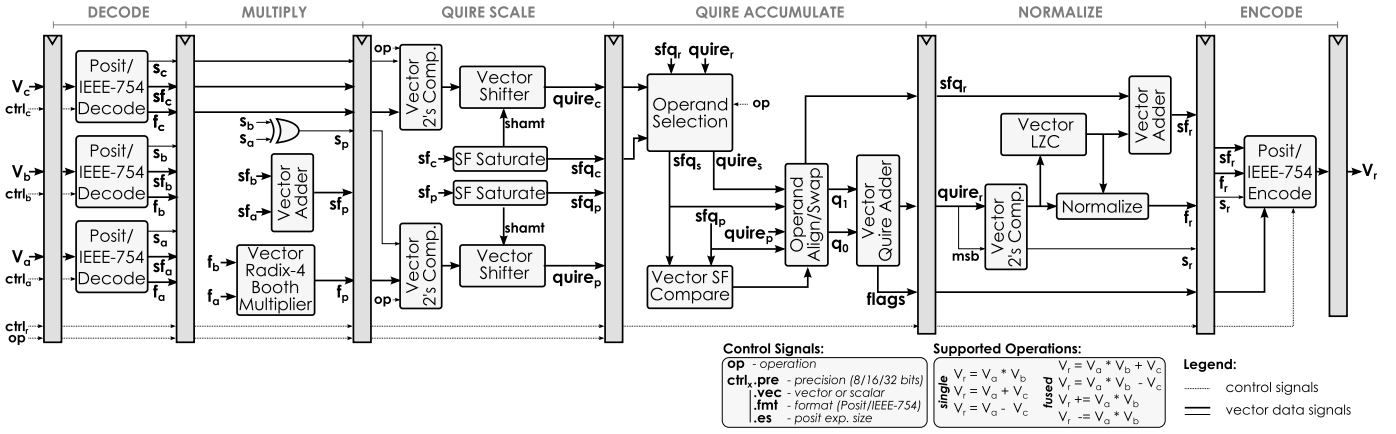 DECODE MULTIPLY QUIRE SCALE QUIRE ACCUMULATE NORMALIZE ENCODE
V_c
ctrl_c
V_b
ctrl_b
V_a
ctrl_a
ctrl_r
op
Posit/
IEEE-754
Decode
s_c
sf_c
f_c
Posit/
IEEE-754
Decode
s_b
sf_b
f_b
Posit/
IEEE-754
Decode
s_a
sf_a
f_a
s_b
s_a
s_p
sf_b
sf_a
Vector
Adder
sf_p
f_b
f_a
Vector
Radix-4
Booth
Multiplier
f_p
op
Vector
2's Comp.
Vector
Shifter
quire_c
shamt
sf_c
SF Saturate
sfq_c
sf_p
SF Saturate
sfq_p
shamt
op
Vector
2's Comp.
Vector
Shifter
quire_p
sfq_r quire_r
Operand
Selection
op
sfq_s quire_s
sfq_p
quire_p
Vector SF
Compare
Operand
Align/Swap
q_1
q_0
Vector
Quire Adder
flags
sfq_r
Vector
LZC
Vector
Adder
sf_r
quire_r
msb
Vector
2's Comp.
Normalize
f_r
s_r
sf_r
f_r
s_r
Posit/
IEEE-754
Encode
V_r
Control Signals:
op - operation
ctrl_x.pre - precision (8/16/32 bits)
.vec - vector or scalar
.fmt - format (Posit/IEEE-754)
.es - posit exp. size
Supported Operations:
single
V_r = V_a * V_b
V_r = V_a + V_c
V_r = V_a - V_c
fused
V_r = V_a * V_b + V_c
V_r = V_a * V_b - V_c
V_r += V_a * V_b
V_r -= V_a * V_b
Legend:
control signals
vector data signals